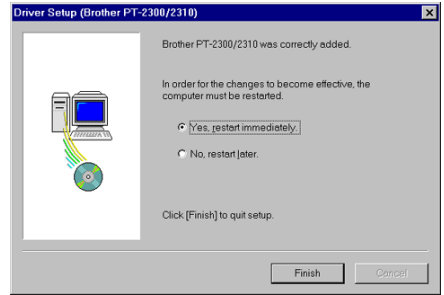 Driver Setup (Brother PT-2300/2310)
Brother PT-2300/2310 was correctly added.
In order for the changes to become effective, the
computer must be restarted.
Yes, restart immediately.
No, restart later.
Click [Finish] to quit setup.
Finish
Cancel